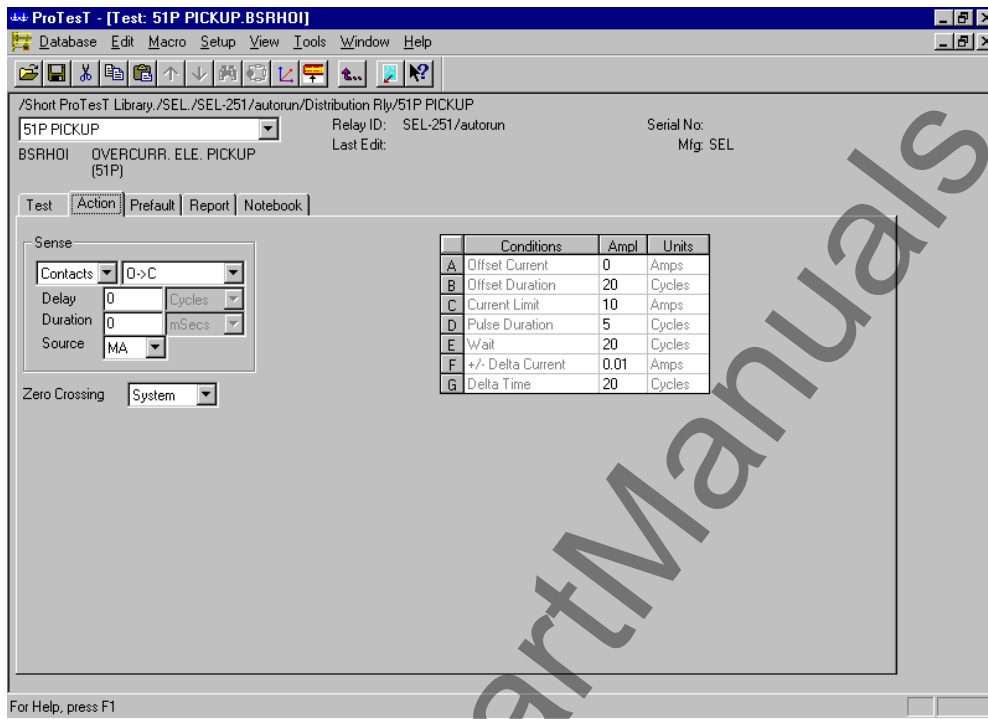 ProTesT - [Test: 51P PICKUP.BSRHOI]
Database Edit Macro Setup View Tools Window Help
/Short ProTesT Library./SEL./SEL-251/autorun/Distribution Rly/51P PICKUP
51P PICKUP
Relay ID: SEL-251/autorun
Serial No:
BSRHOI OVERCURR. ELE. PICKUP
(51P)
Last Edit:
Mfg: SEL
Test Action Prefault Report Notebook
Sense
Contacts O->C
Delay 0 Cycles
Duration 0 mSecs
Source MA
Zero Crossing System
Conditions Ampl Units
A Offset Current 0 Amps
B Offset Duration 20 Cycles
C Current Limit 10 Amps
D Pulse Duration 5 Cycles
E Wait 20 Cycles
F +/- Delta Current 0.01 Amps
G Delta Time 20 Cycles
For Help, press F1
artManuals